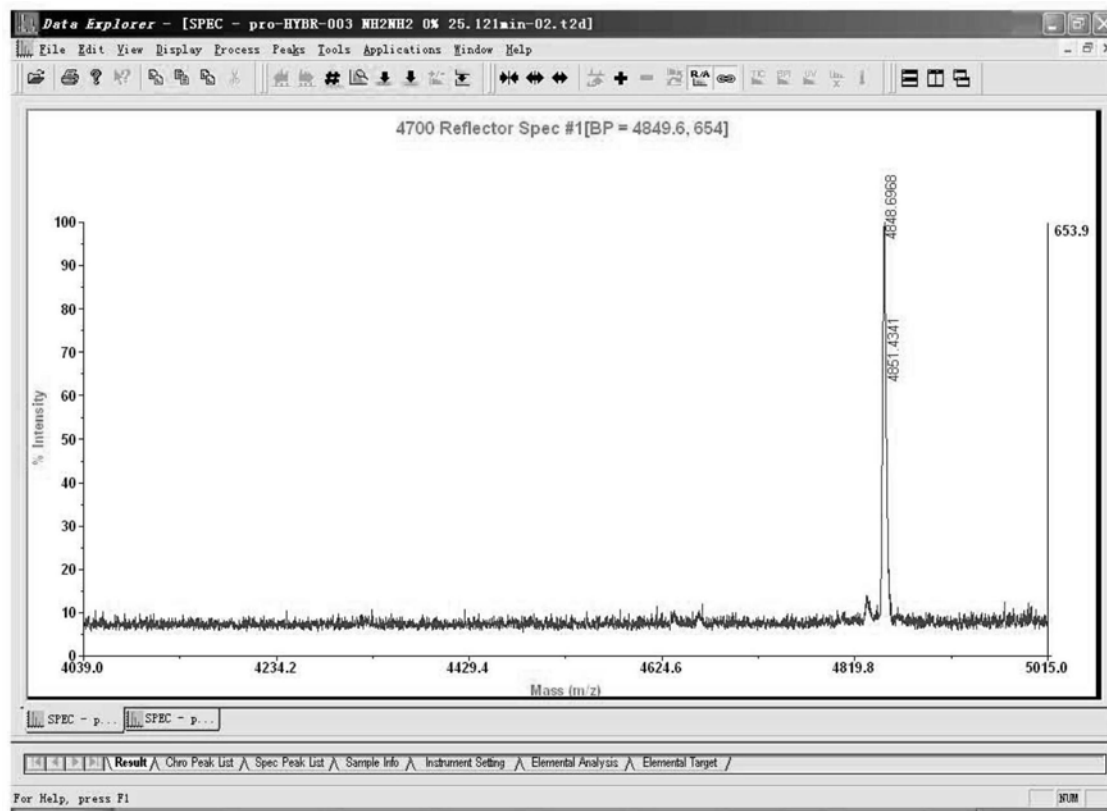 Data Explorer - [SPEC - pro-HYBR-003 NH2NH2 0% 25.121min-02.t2d]
File Edit View Display Process Peaks Tools Applications Window Help
R/A TIC BPI UV
4700 Reflector Spec #1[BP = 4849.6, 654]
4848.6968
4851.4341
653.9
100
90
80
70
60
50
40
30
20
10
0
% Intensity
4039.0 4234.2 4429.4 4624.6 4819.8 5015.0
Mass (m/z)
SPEC - p... SPEC - p...
Result Chro Peak List Spec Peak List Sample Info Instrument Setting Elemental Analysis Elemental Target
For Help, press F1 NUM